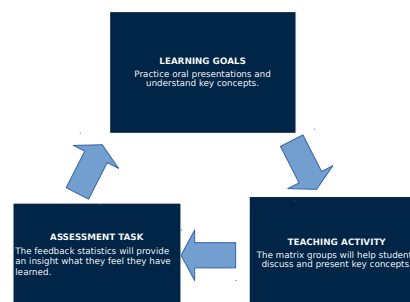 LEARNING GOALS
Practice oral presentations and
understand key concepts.
ASSESSMENT TASK
The feedback statistics will provide
an insight what they feel they have
learned.
TEACHING ACTIVITY
The matrix groups will help student
discuss and present key concepts